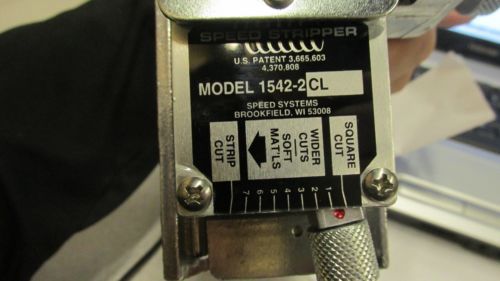 SPEED STRIPPER
U.S. PATENT 3,665,603
4,370,808
MODEL 1542-2 CL
SPEED SYSTEMS
BROOKFIELD, WI 53008
STRIP
CUT
WIDER
CUTS
SOFT
MAT'LS
SQUARE
CUT
7 6 5 4 3 2 1